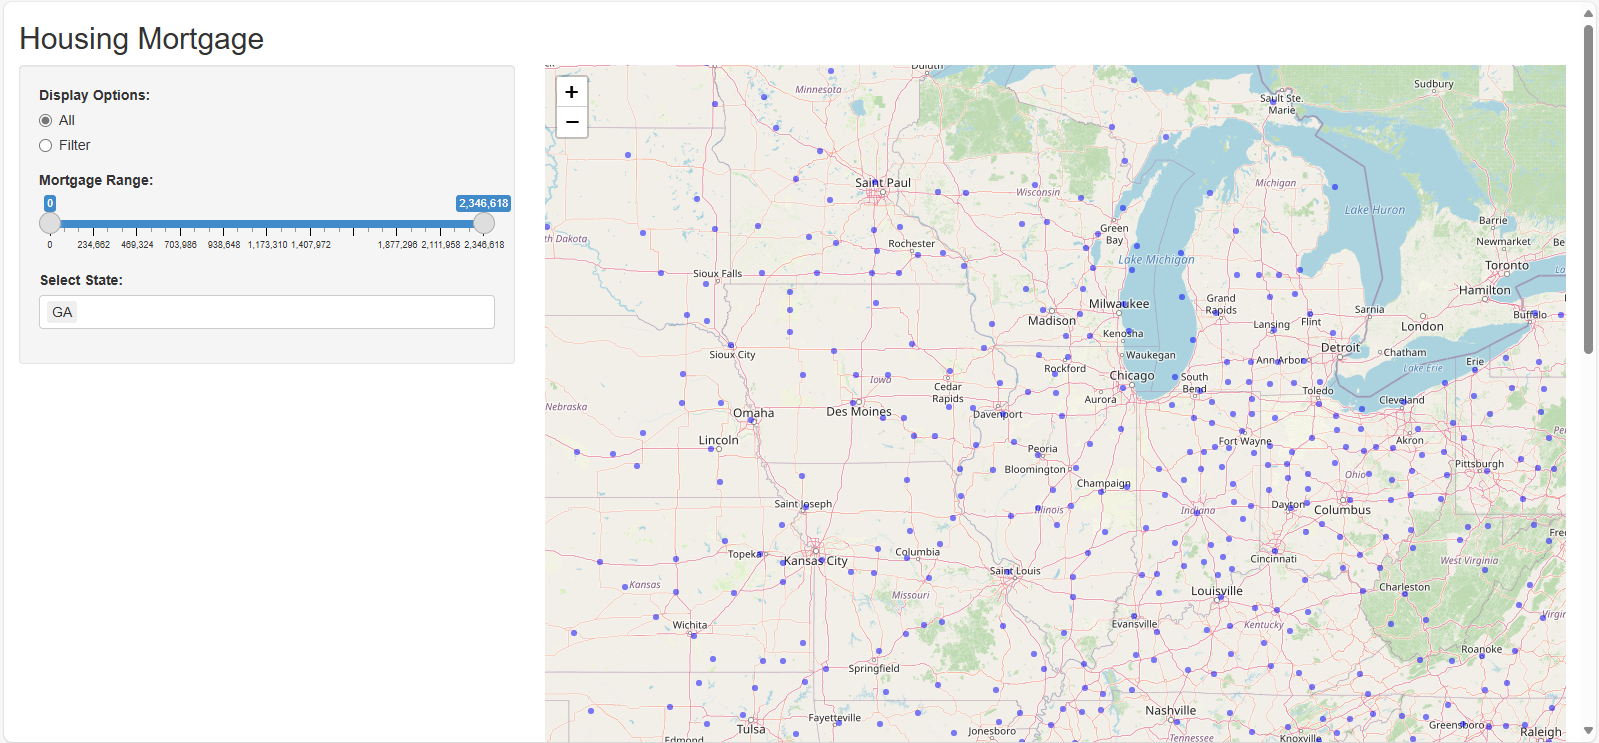 Housing Mortgage
Display Options:
All
Filter
Mortgage Range:
0
2,346,618
0 234,662 469,324 703,986 938,648 1,173,310 1,407,972 1,877,296 2,111,958 2,346,618
Select State:
GA
+
−
Duluth
Minnesota
Sudbury
Sault Ste.
Marie
Saint Paul
Wisconsin
Michigan
Lake Huron
Barrie
Green
Bay
th Dakota
Rochester
Newmarket
Be
Lake Michigan
Toronto
La
Sioux Falls
Hamilton
Milwaukee
Grand
Rapids
Madison
Lansing
Flint
Sarnia
London
Buffalo
Kenosha
Sioux City
Waukegan
Detroit
Chatham
Rockford
Ann Arbor
Lake Erie
Erie
Iowa
Cedar
Rapids
Chicago
South
Bend
Toledo
Aurora
Cleveland
Nebraska
Omaha
Des Moines
Davenport
Lincoln
Fort Wayne
Akron
Peoria
Bloomington
Pittsburgh
Pe
Champaign
Ohio
Saint Joseph
Illinois
Indiana
Dayton
Columbus
Topeka
Kansas City
Columbia
Cincinnati
West Virginia
Fre
Saint Louis
Kansas
Missouri
Louisville
Charleston
Wichita
Evansville
Kentucky
Virgin
Springfield
Roanoke
Fayetteville
Nashville
Tulsa
Jonesboro
Greensboro
Raleigh
Edmond
Tennessee
Knoxville